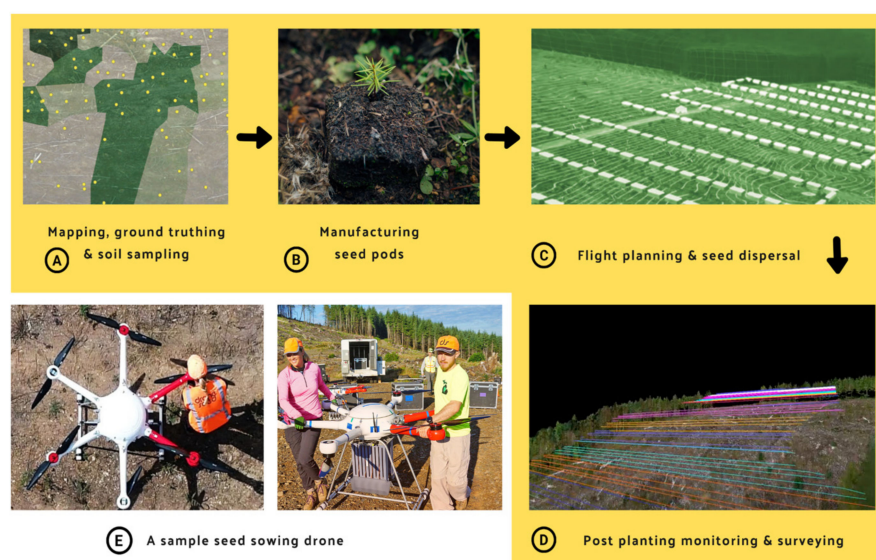 Mapping, ground truthing
& soil sampling
A
Manufacturing
seed pods
B
C
Flight planning & seed dispersal
E
A sample seed sowing drone
D
Post planting monitoring & surveying